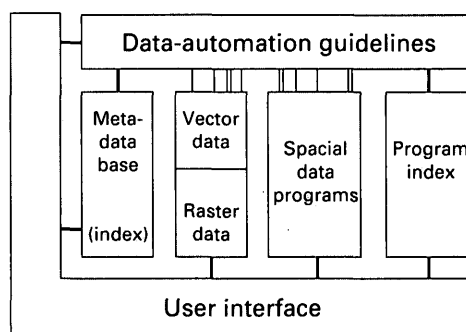 Data-automation guidelines
Meta-
data
base
(index)
Vector
data
Raster
data
Spacial
data
programs
Program
index
User interface